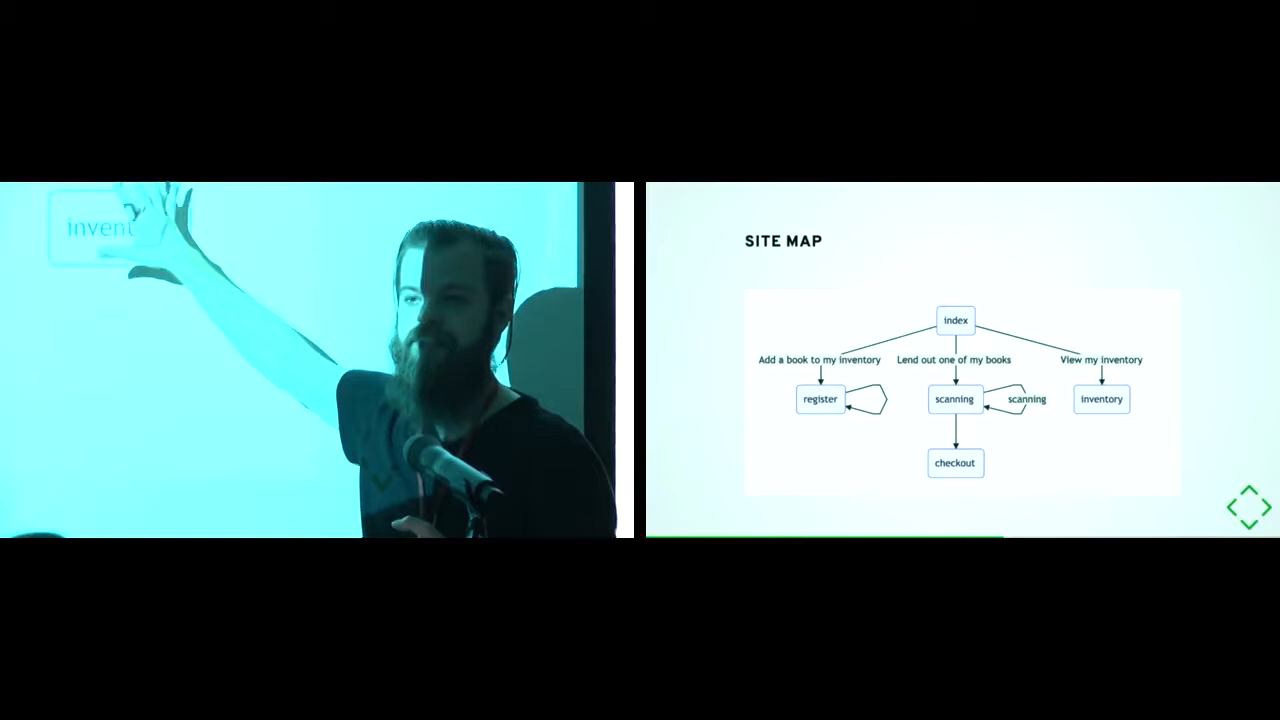 invent
SITE MAP
index
Add a book to my inventory
Lend out one of my books
View my inventory
register
scanning
scanning
inventory
checkout